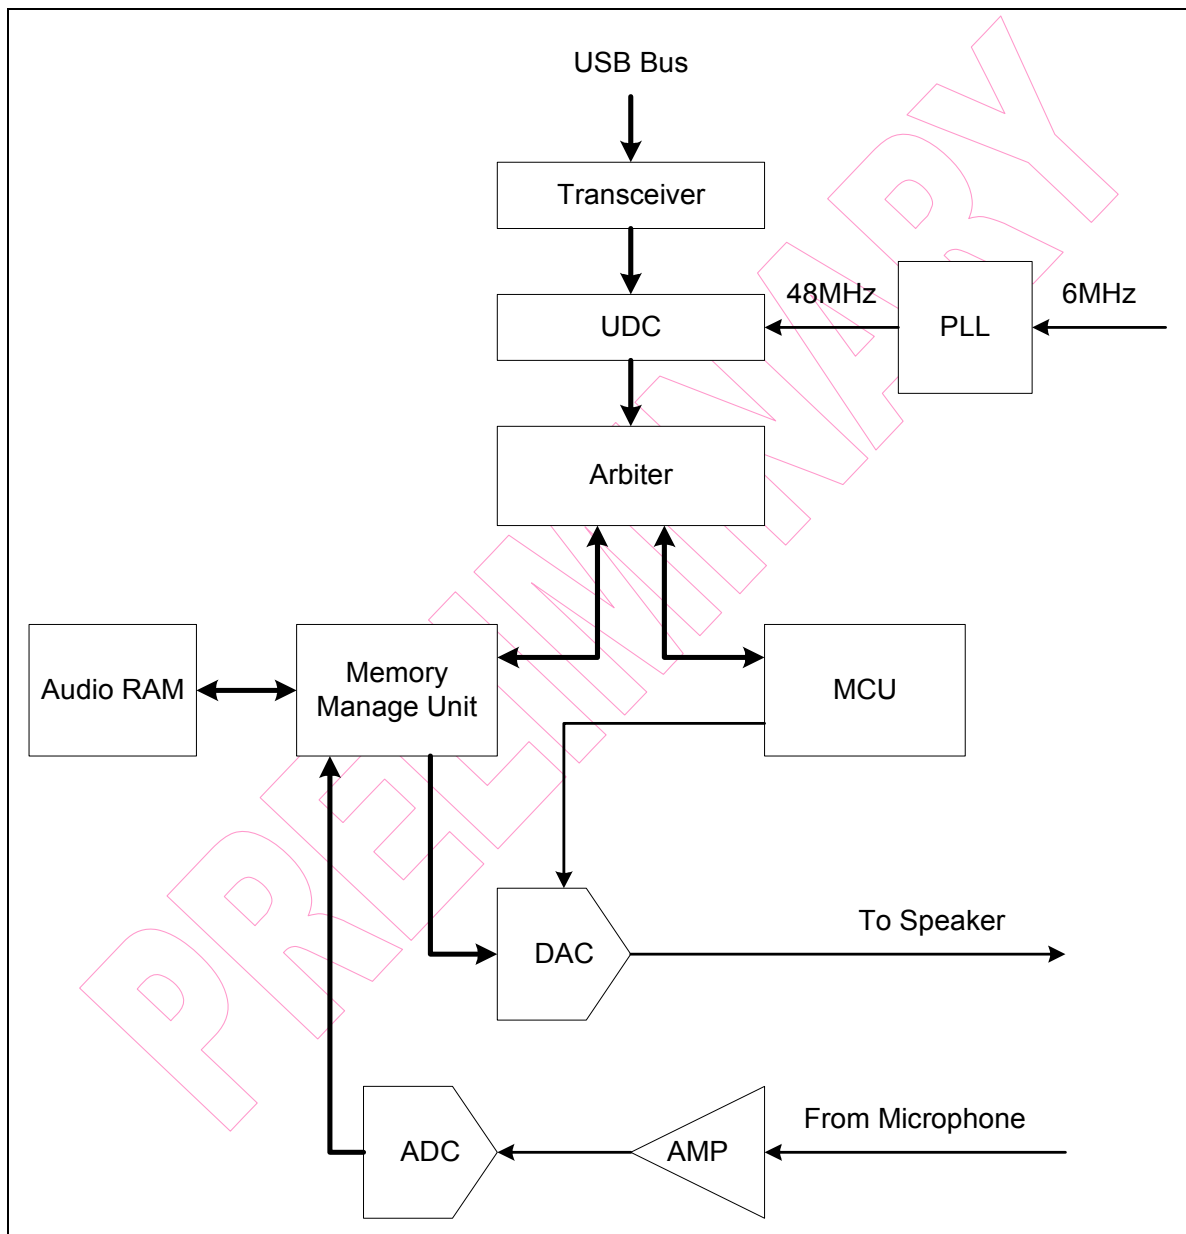 USB Bus
Transceiver
48MHz
6MHz
UDC
PLL
Arbiter
Audio RAM
Memory
Manage Unit
MCU
To Speaker
DAC
From Microphone
ADC
AMP
PRELIMINARY